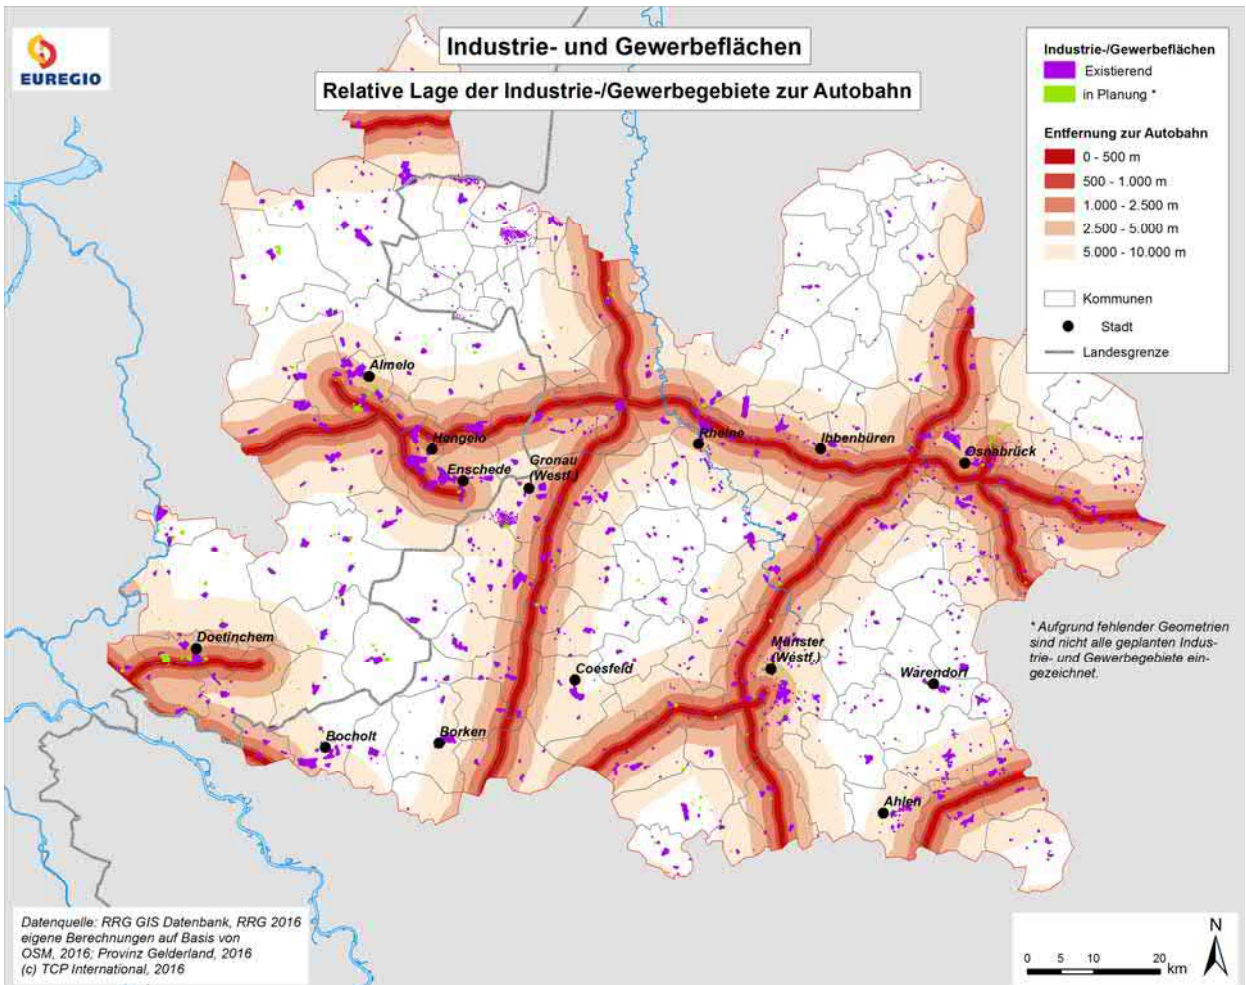 EUREGIO
Industrie- und Gewerbeflächen
Relative Lage der Industrie-/Gewerbegebiete zur Autobahn
Industrie-/Gewerbeflächen
Existierend
in Planung *
Entfernung zur Autobahn
0 - 500 m
500 - 1.000 m
1.000 - 2.500 m
2.500 - 5.000 m
5.000 - 10.000 m
Kommunen
Stadt
Landesgrenze
Almelo
Hengelo
Enschede
Gronau
(Westf.)
Rheine
Ibbenbüren
Osnabrück
Doetinchem
Bocholt
Borken
Coesfeld
Münster
(Westf.)
Warendorf
Ahlen
* Aufgrund fehlender Geometrien
sind nicht alle geplanten Indus-
trie- und Gewerbegebiete ein-
gezeichnet.
Datenquelle: RRG GIS Datenbank, RRG 2016
eigene Berechnungen auf Basis von
OSM, 2016; Provinz Gelderland, 2016
(c) TCP International, 2016
N
0 5 10 20
km